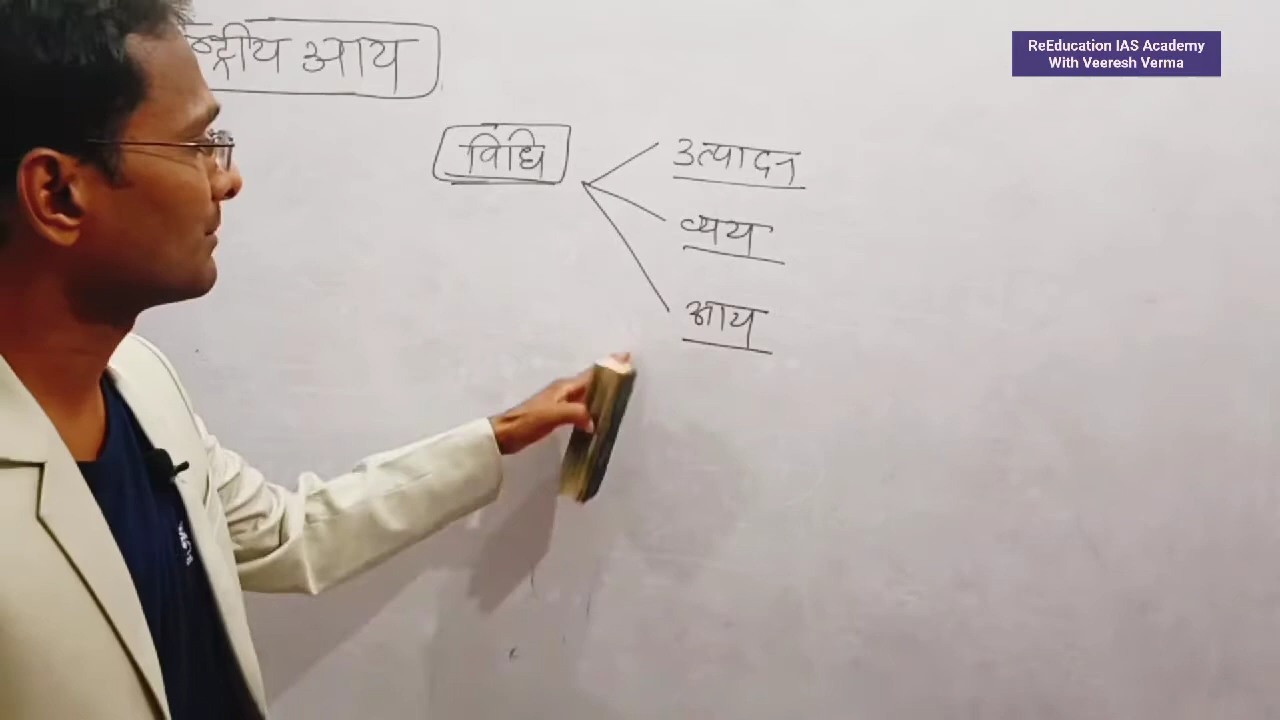 ReEducation IAS Academy
With Veeresh Verma
आय
विधि
उत्पादन
व्यय
आय